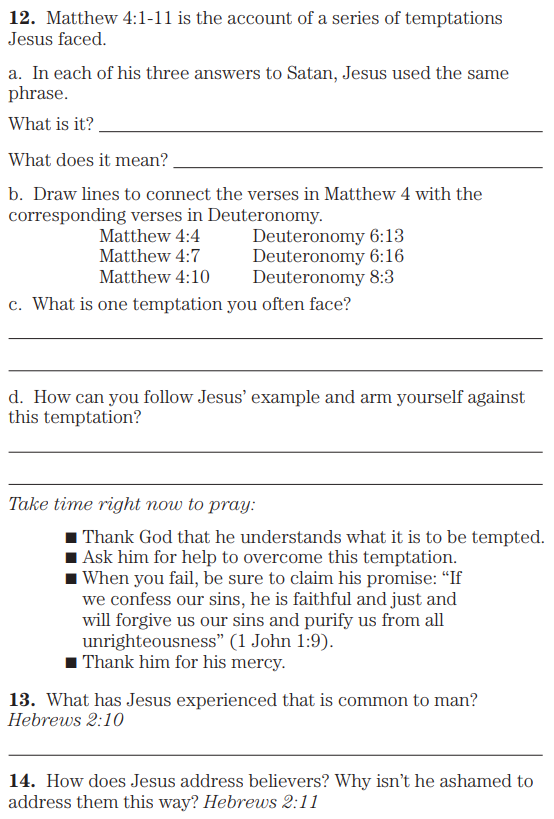 12. Matthew 4:1-11 is the account of a series of temptations
Jesus faced.
a. In each of his three answers to Satan, Jesus used the same
phrase.
What is it?
What does it mean?
b. Draw lines to connect the verses in Matthew 4 with the
corresponding verses in Deuteronomy.
Matthew 4:4 Deuteronomy 6:13
Matthew 4:7 Deuteronomy 6:16
Matthew 4:10 Deuteronomy 8:3
c. What is one temptation you often face?
d. How can you follow Jesus’ example and arm yourself against
this temptation?
Take time right now to pray:
■ Thank God that he understands what it is to be tempted.
■ Ask him for help to overcome this temptation.
■ When you fail, be sure to claim his promise: “If
we confess our sins, he is faithful and just and
will forgive us our sins and purify us from all
unrighteousness” (1 John 1:9).
■ Thank him for his mercy.
13. What has Jesus experienced that is common to man?
Hebrews 2:10
14. How does Jesus address believers? Why isn’t he ashamed to
address them this way? Hebrews 2:11